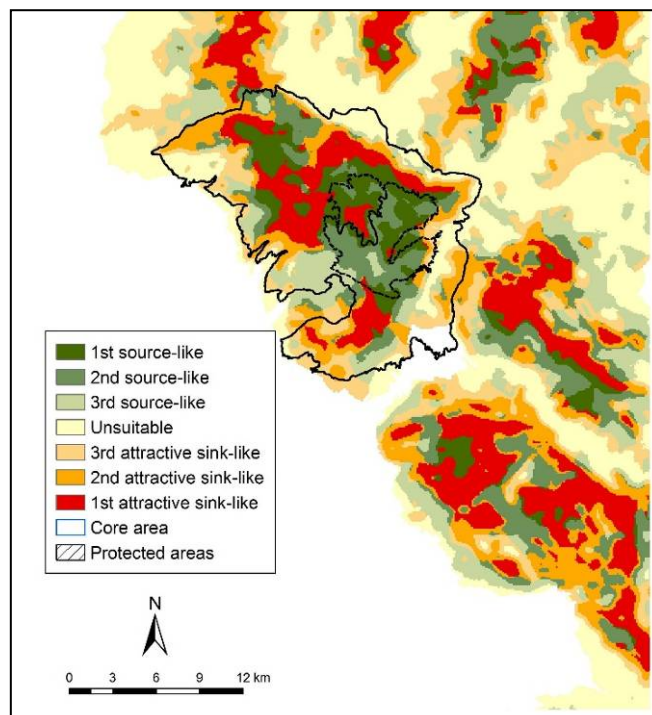 1st source-like
2nd source-like
3rd source-like
Unsuitable
3rd attractive sink-like
2nd attractive sink-like
1st attractive sink-like
Core area
Protected areas
N
0 3 6 9 12 km